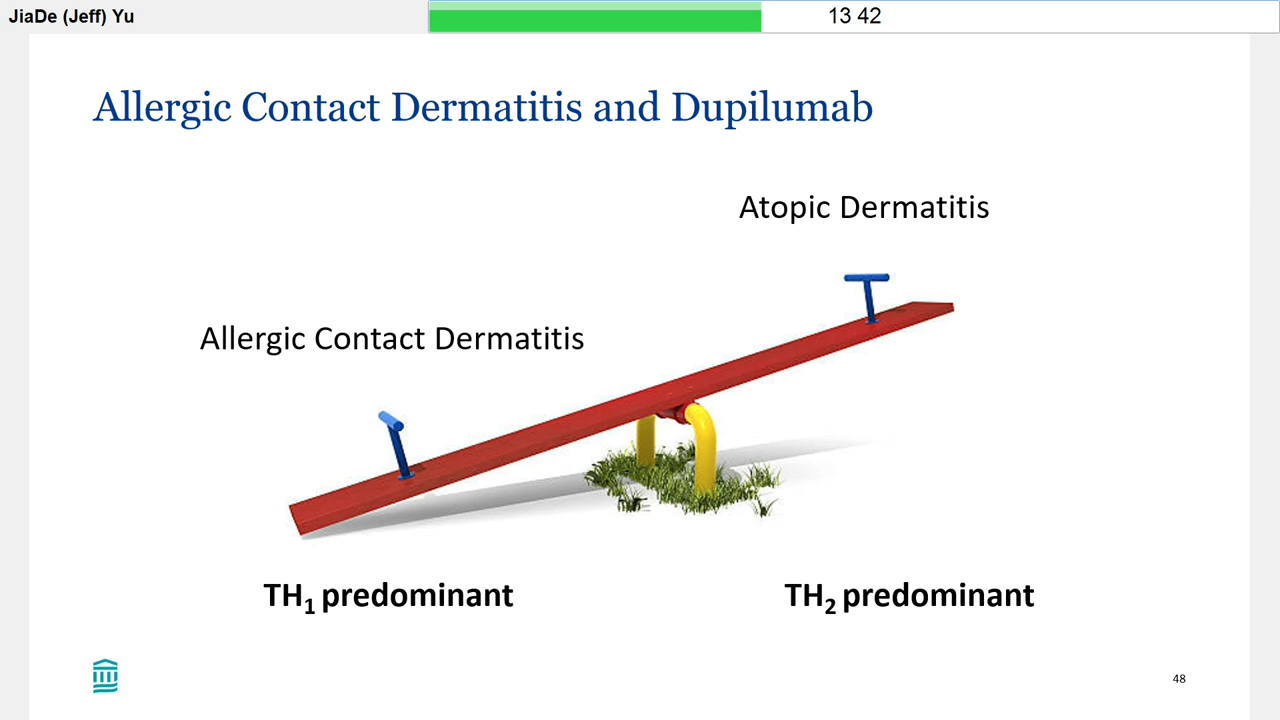 JiaDe (Jeff) Yu
13 42
Allergic Contact Dermatitis and Dupilumab
Atopic Dermatitis
Allergic Contact Dermatitis
TH₁ predominant
TH₂ predominant
48